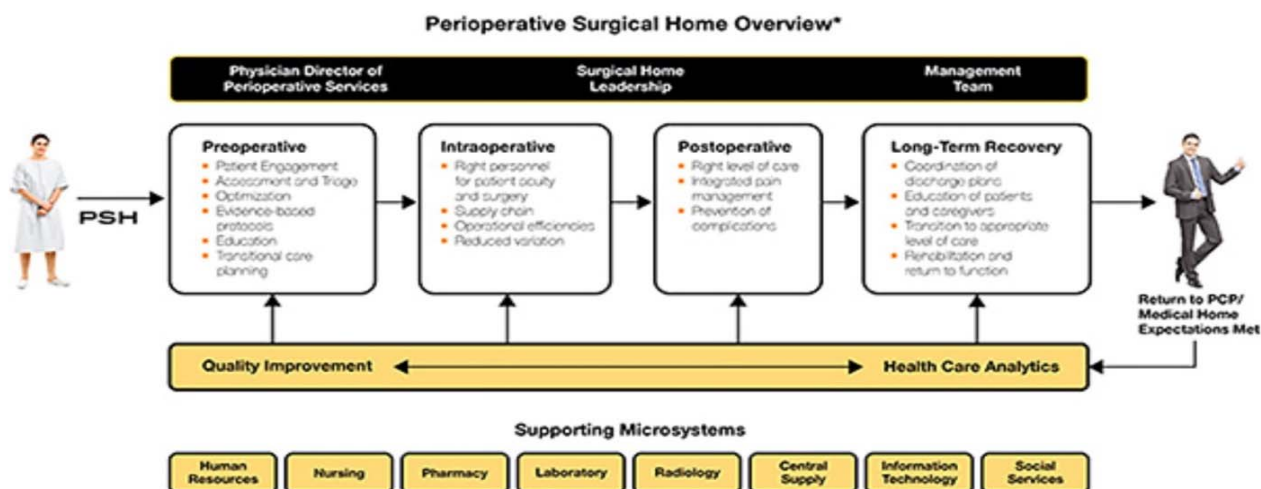 Perioperative Surgical Home Overview*
Physician Director of
Perioperative Services
Surgical Home
Leadership
Management
Team
PSH
Preoperative
Patient Engagement
Assessment and Triage
Optimization
Evidence-based
protocols
Education
Transitional care
planning
Intraoperative
Right personnel
for patient acuity
and surgery
Supply chain
Operational efficiencies
Reduced variation
Postoperative
Right level of care
Integrated pain
management
Prevention of
complications
Long-Term Recovery
Coordination of
discharge plans
Education of patients
and caregivers
Transition to appropriate
level of care
Rehabilitation and
return to function
Return to PCP/
Medical Home
Expectations Met
Quality Improvement
Health Care Analytics
Supporting Microsystems
Human
Resources
Nursing
Pharmacy
Laboratory
Radiology
Central
Supply
Information
Technology
Social
Services